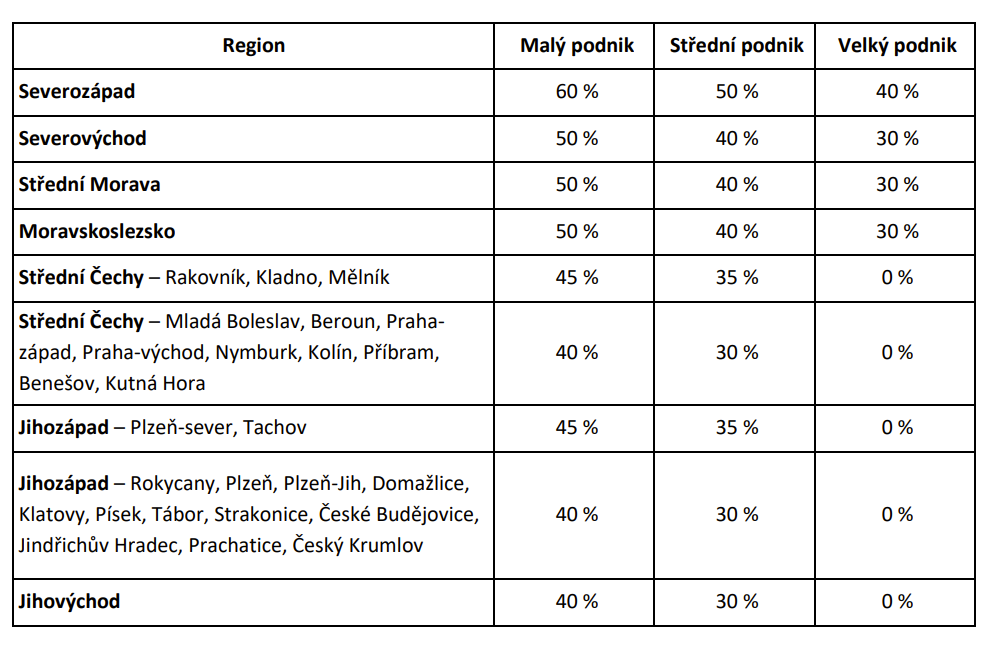 Region Malý podnik Střední podnik Velký podnik
Severozápad 60 % 50 % 40 %
Severovýchod 50 % 40 % 30 %
Střední Morava 50 % 40 % 30 %
Moravskoslezsko 50 % 40 % 30 %
Střední Čechy – Rakovník, Kladno, Mělník 45 % 35 % 0 %
Střední Čechy – Mladá Boleslav, Beroun, Praha-
západ, Praha-východ, Nymburk, Kolín, Příbram, 40 % 30 % 0 %
Benešov, Kutná Hora
Jihozápad – Plzeň-sever, Tachov 45 % 35 % 0 %
Jihozápad – Rokycany, Plzeň, Plzeň-Jih, Domažlice,
Klatovy, Písek, Tábor, Strakonice, České Budějovice, 40 % 30 % 0 %
Jindřichův Hradec, Prachatice, Český Krumlov
Jihovýchod 40 % 30 % 0 %